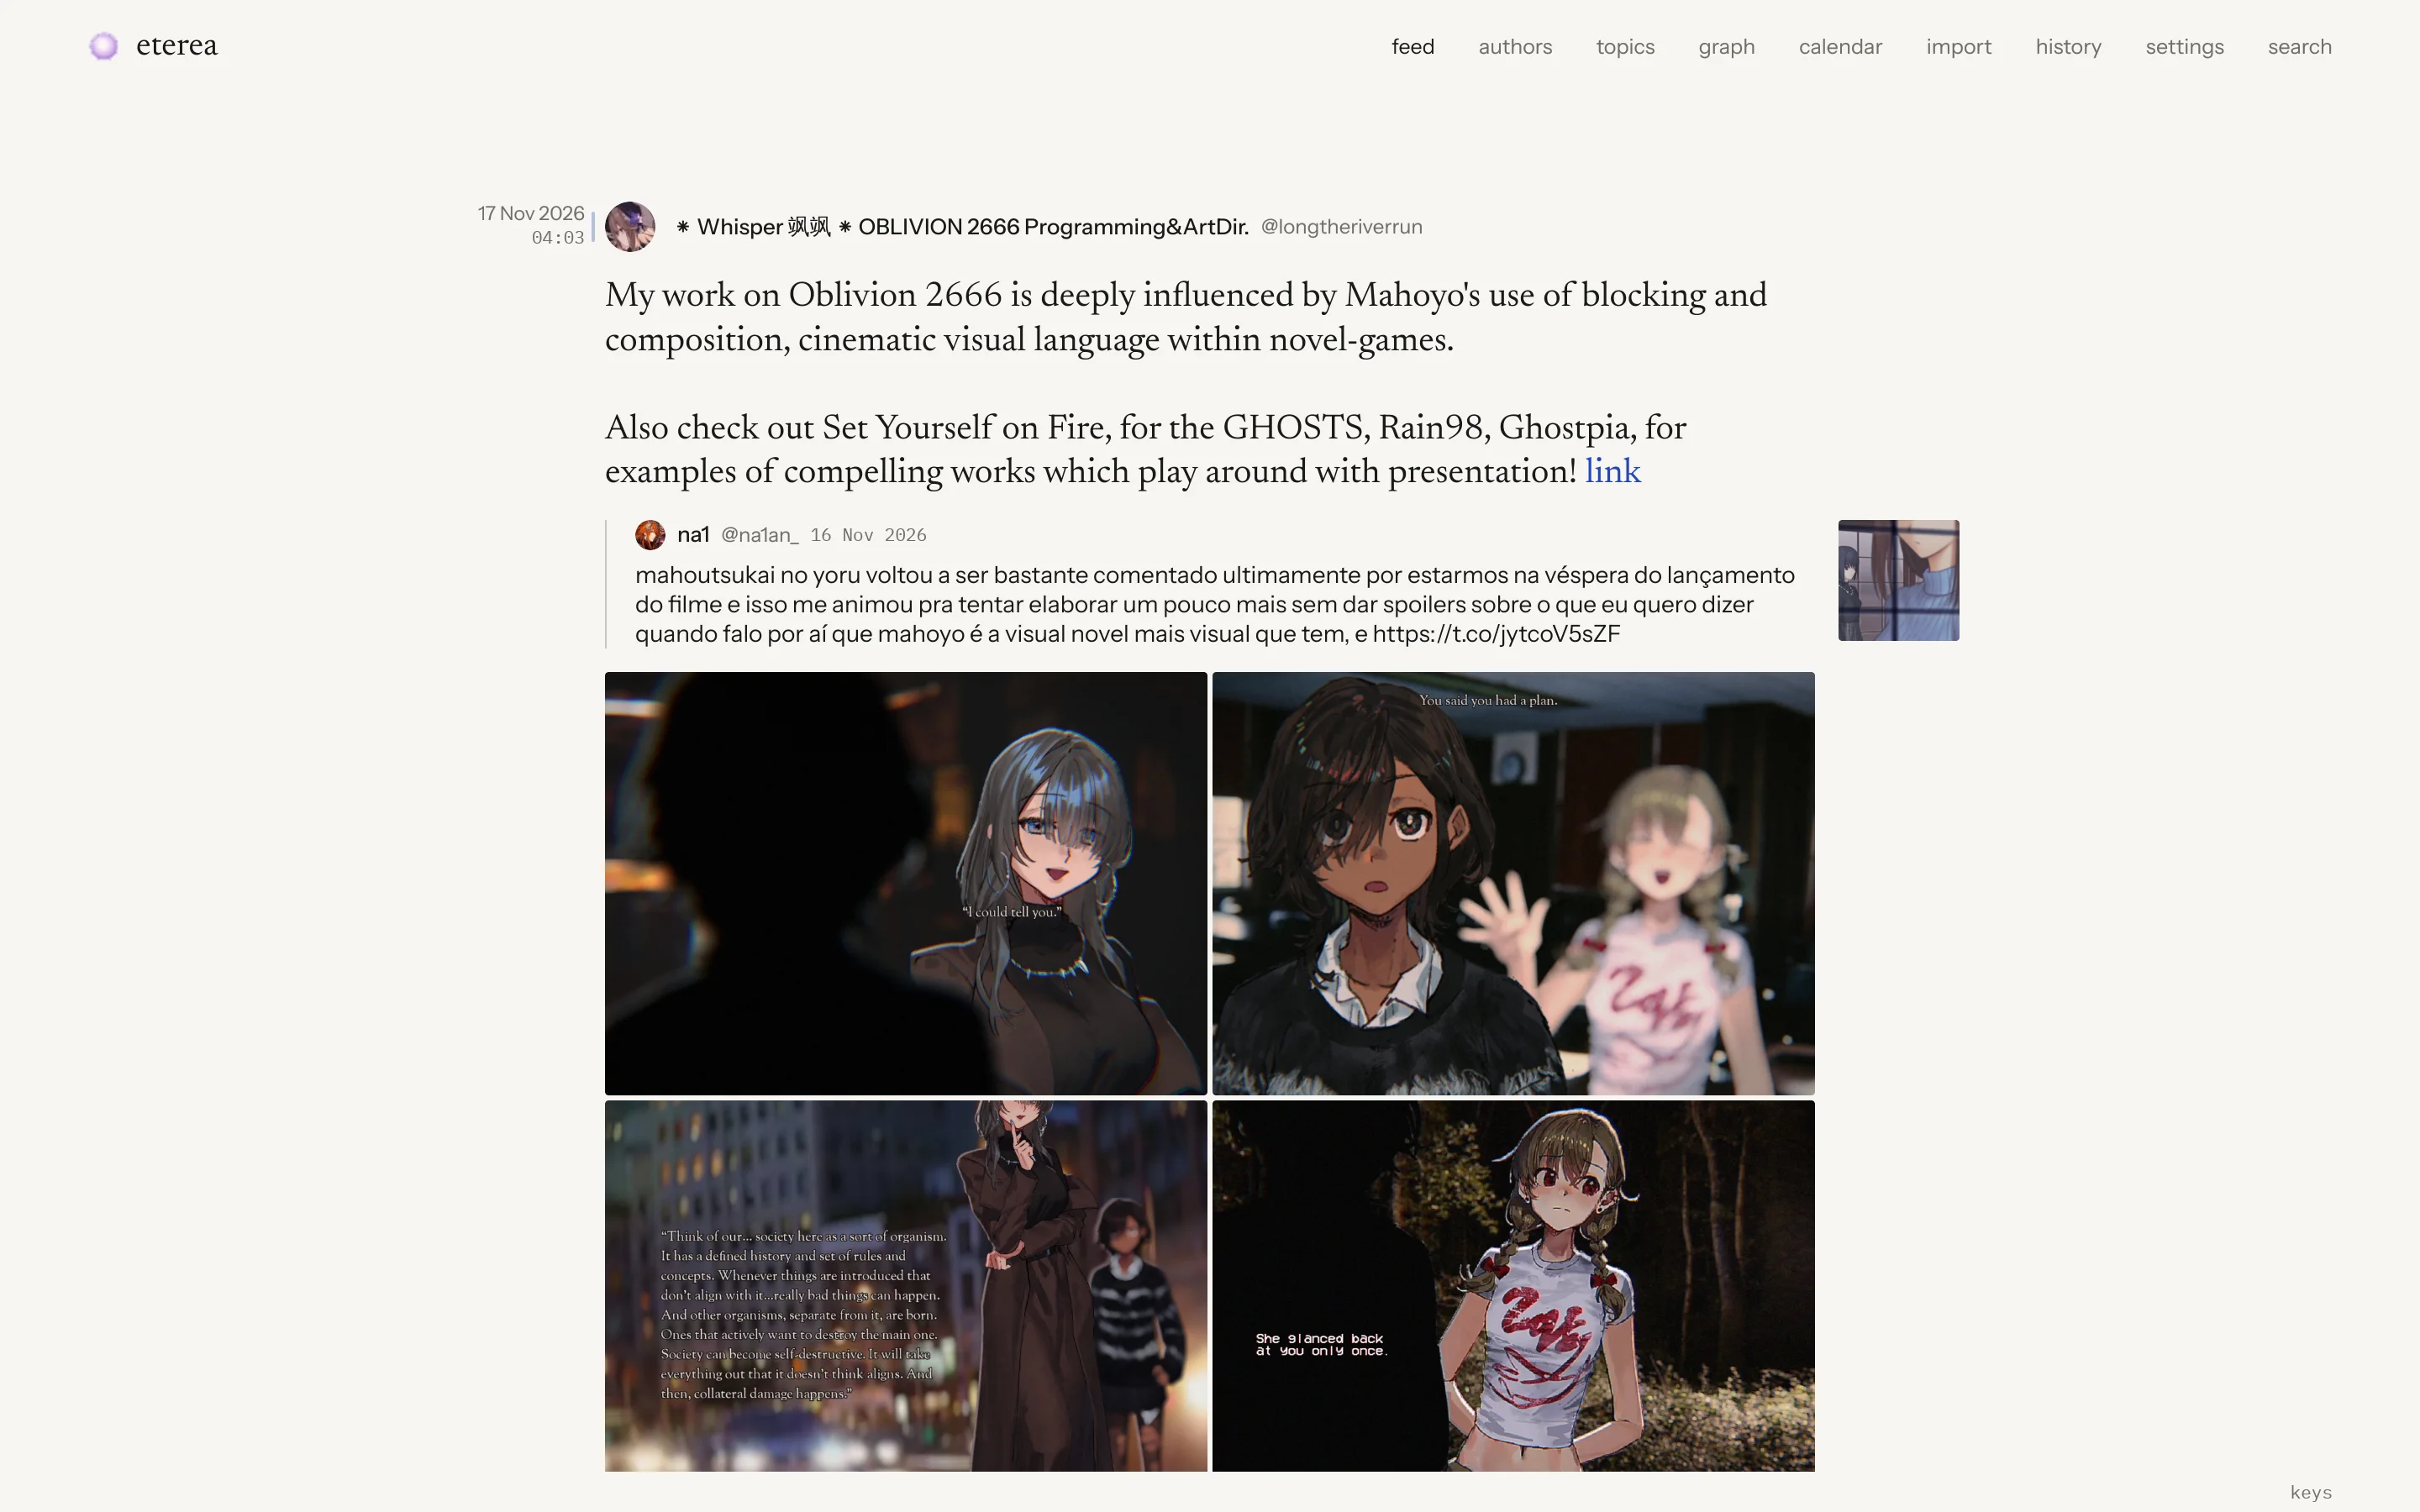 eterea
feed authors topics graph calendar import history settings search
17 Nov 2026
04:03
⁕ Whisper 飒飒 ⁕ OBLIVION 2666 Programming&ArtDir. @longtheriverrun
My work on Oblivion 2666 is deeply influenced by Mahoyo's use of blocking and
composition, cinematic visual language within novel-games.
Also check out Set Yourself on Fire, for the GHOSTS, Rain98, Ghostpia, for
examples of compelling works which play around with presentation! link
na1 @na1an_ 16 Nov 2026
mahoutsukai no yoru voltou a ser bastante comentado ultimamente por estarmos na véspera do lançamento
do filme e isso me animou pra tentar elaborar um pouco mais sem dar spoilers sobre o que eu quero dizer
quando falo por aí que mahoyo é a visual novel mais visual que tem, e https://t.co/jytcoV5sZF
“I could tell you.”
You said you had a plan.
“Think of our... society here as a sort of organism.
It has a defined history and set of rules and
concepts. Whenever things are introduced that
don't align with it...really bad things can happen.
And other organisms, separate from it, are born.
Ones that actively want to destroy the main one.
Society can become self-destructive. It will take
everything out that it doesn't think aligns. And
then, collateral damage happens.”
She glanced back
at you only once.
keys